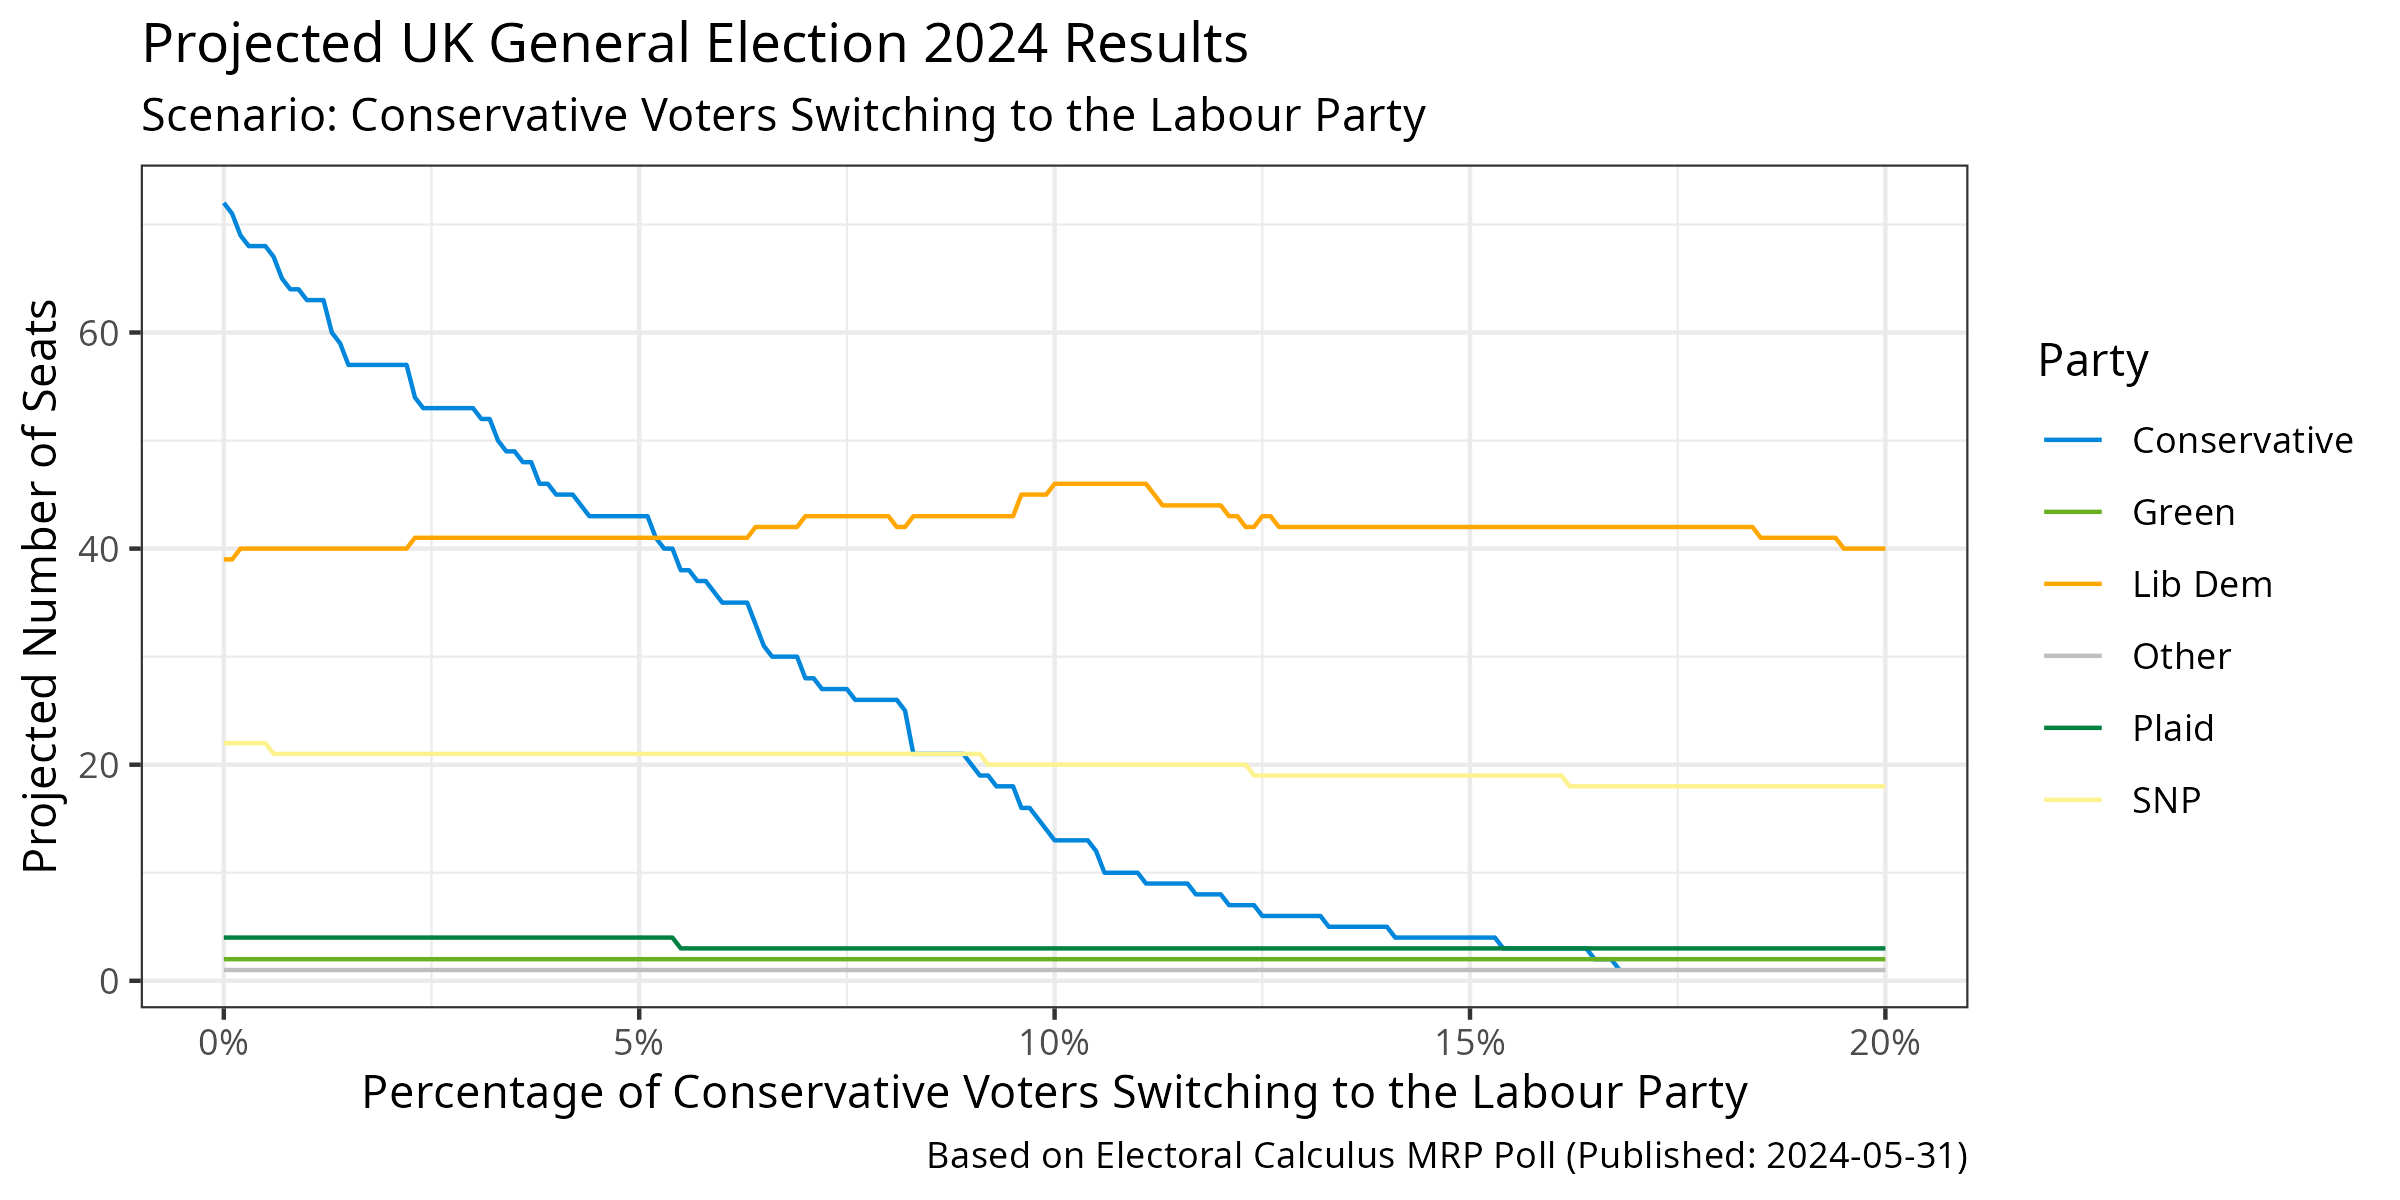 Projected UK General Election 2024 Results
Scenario: Conservative Voters Switching to the Labour Party
Projected Number of Seats
60
40
20
0
0%
5%
10%
15%
20%
Percentage of Conservative Voters Switching to the Labour Party
Based on Electoral Calculus MRP Poll (Published: 2024-05-31)
Party
Conservative
Green
Lib Dem
Other
Plaid
SNP